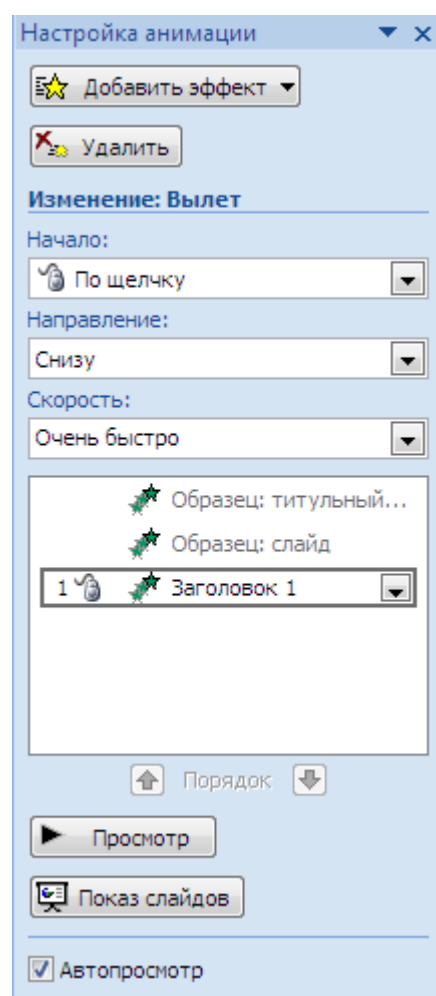 Настройка анимации
Добавить эффект
Удалить
Изменение: Вылет
Начало:
По щелчку
Направление:
Снизу
Скорость:
Очень быстро
Образец: титульный...
Образец: слайд
1 Заголовок 1
Порядок
Просмотр
Показ слайдов
Автопросмотр